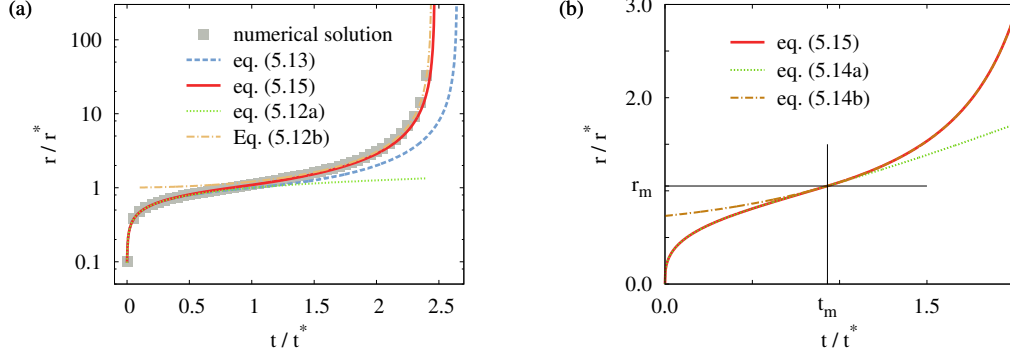 (a)
100
10
1
0.1
r / r*
numerical solution
eq. (5.13)
eq. (5.15)
eq. (5.12a)
Eq. (5.12b)
0
0.5
1
1.5
2
2.5
t / t*
(b)
3.0
2.0
r_m
0.0
r / r*
eq. (5.15)
eq. (5.14a)
eq. (5.14b)
0.0
t_m
1.5
t / t*